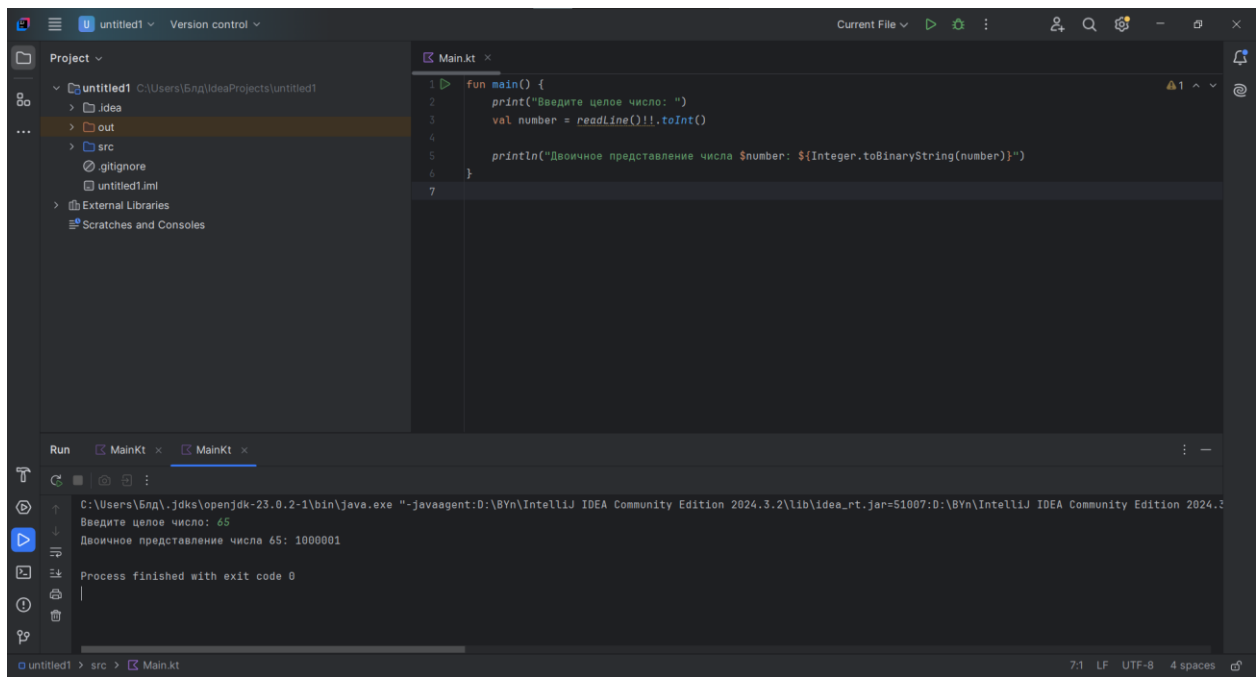 U untitled1 Version control Current File
Project
untitled1 C:\Users\Блд\IdeaProjects\untitled1
.idea
out
src
.gitignore
untitled1.iml
External Libraries
Scratches and Consoles
Main.kt
1 fun main() {
2 print("Введите целое число: ")
3 val number = readLine()!!.toInt()
4
5 println("Двоичное представление числа $number: ${Integer.toBinaryString(number)}")
6 }
7
1
Run MainKt MainKt
C:\Users\Блд\.jdks\openjdk-23.0.2-1\bin\java.exe "-javaagent:D:\BYn\IntelliJ IDEA Community Edition 2024.3.2\lib\idea_rt.jar=51007:D:\BYn\IntelliJ IDEA Community Edition 2024.3
Введите целое число: 65
Двоичное представление числа 65: 1000001
Process finished with exit code 0
untitled1 > src > Main.kt 7:1 LF UTF-8 4 spaces